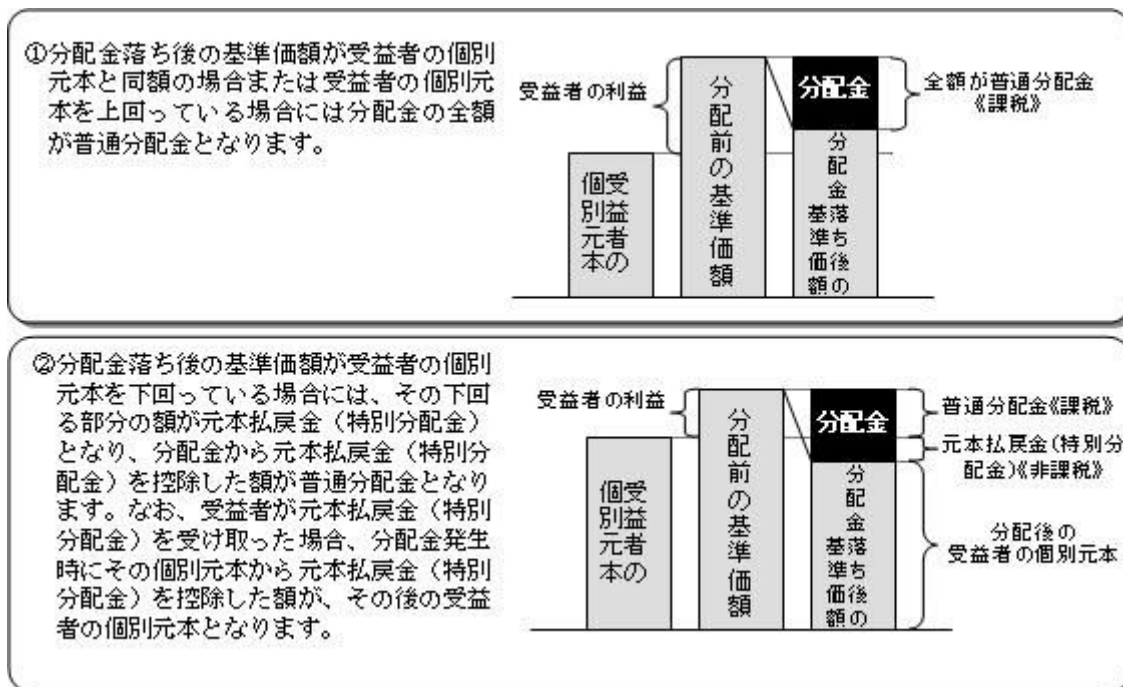 ①分配金落ち後の基準価額が受益者の個別
元本と同額の場合または受益者の個別元
本を上回っている場合には分配金の全額
が普通分配金となります。
受益者の利益
受益者の
個別元本
分配前の基準価額
分配金
分配金落ち後の
基準価額
全額が普通分配金
《課税》
②分配金落ち後の基準価額が受益者の個別
元本を下回っている場合には、その下回
る部分の額が元本払戻金（特別分配金）
となり、分配金から元本払戻金（特別分
配金）を控除した額が普通分配金となり
ます。なお、受益者が元本払戻金（特別
分配金）を受け取った場合、分配金発生
時にその個別元本から元本払戻金（特別
分配金）を控除した額が、その後の受益
者の個別元本となります。
受益者の利益
受益者の
個別元本
分配前の基準価額
分配金
分配金落ち後の
基準価額
普通分配金《課税》
元本払戻金(特別分
配金)《非課税》
分配後の
受益者の個別元本